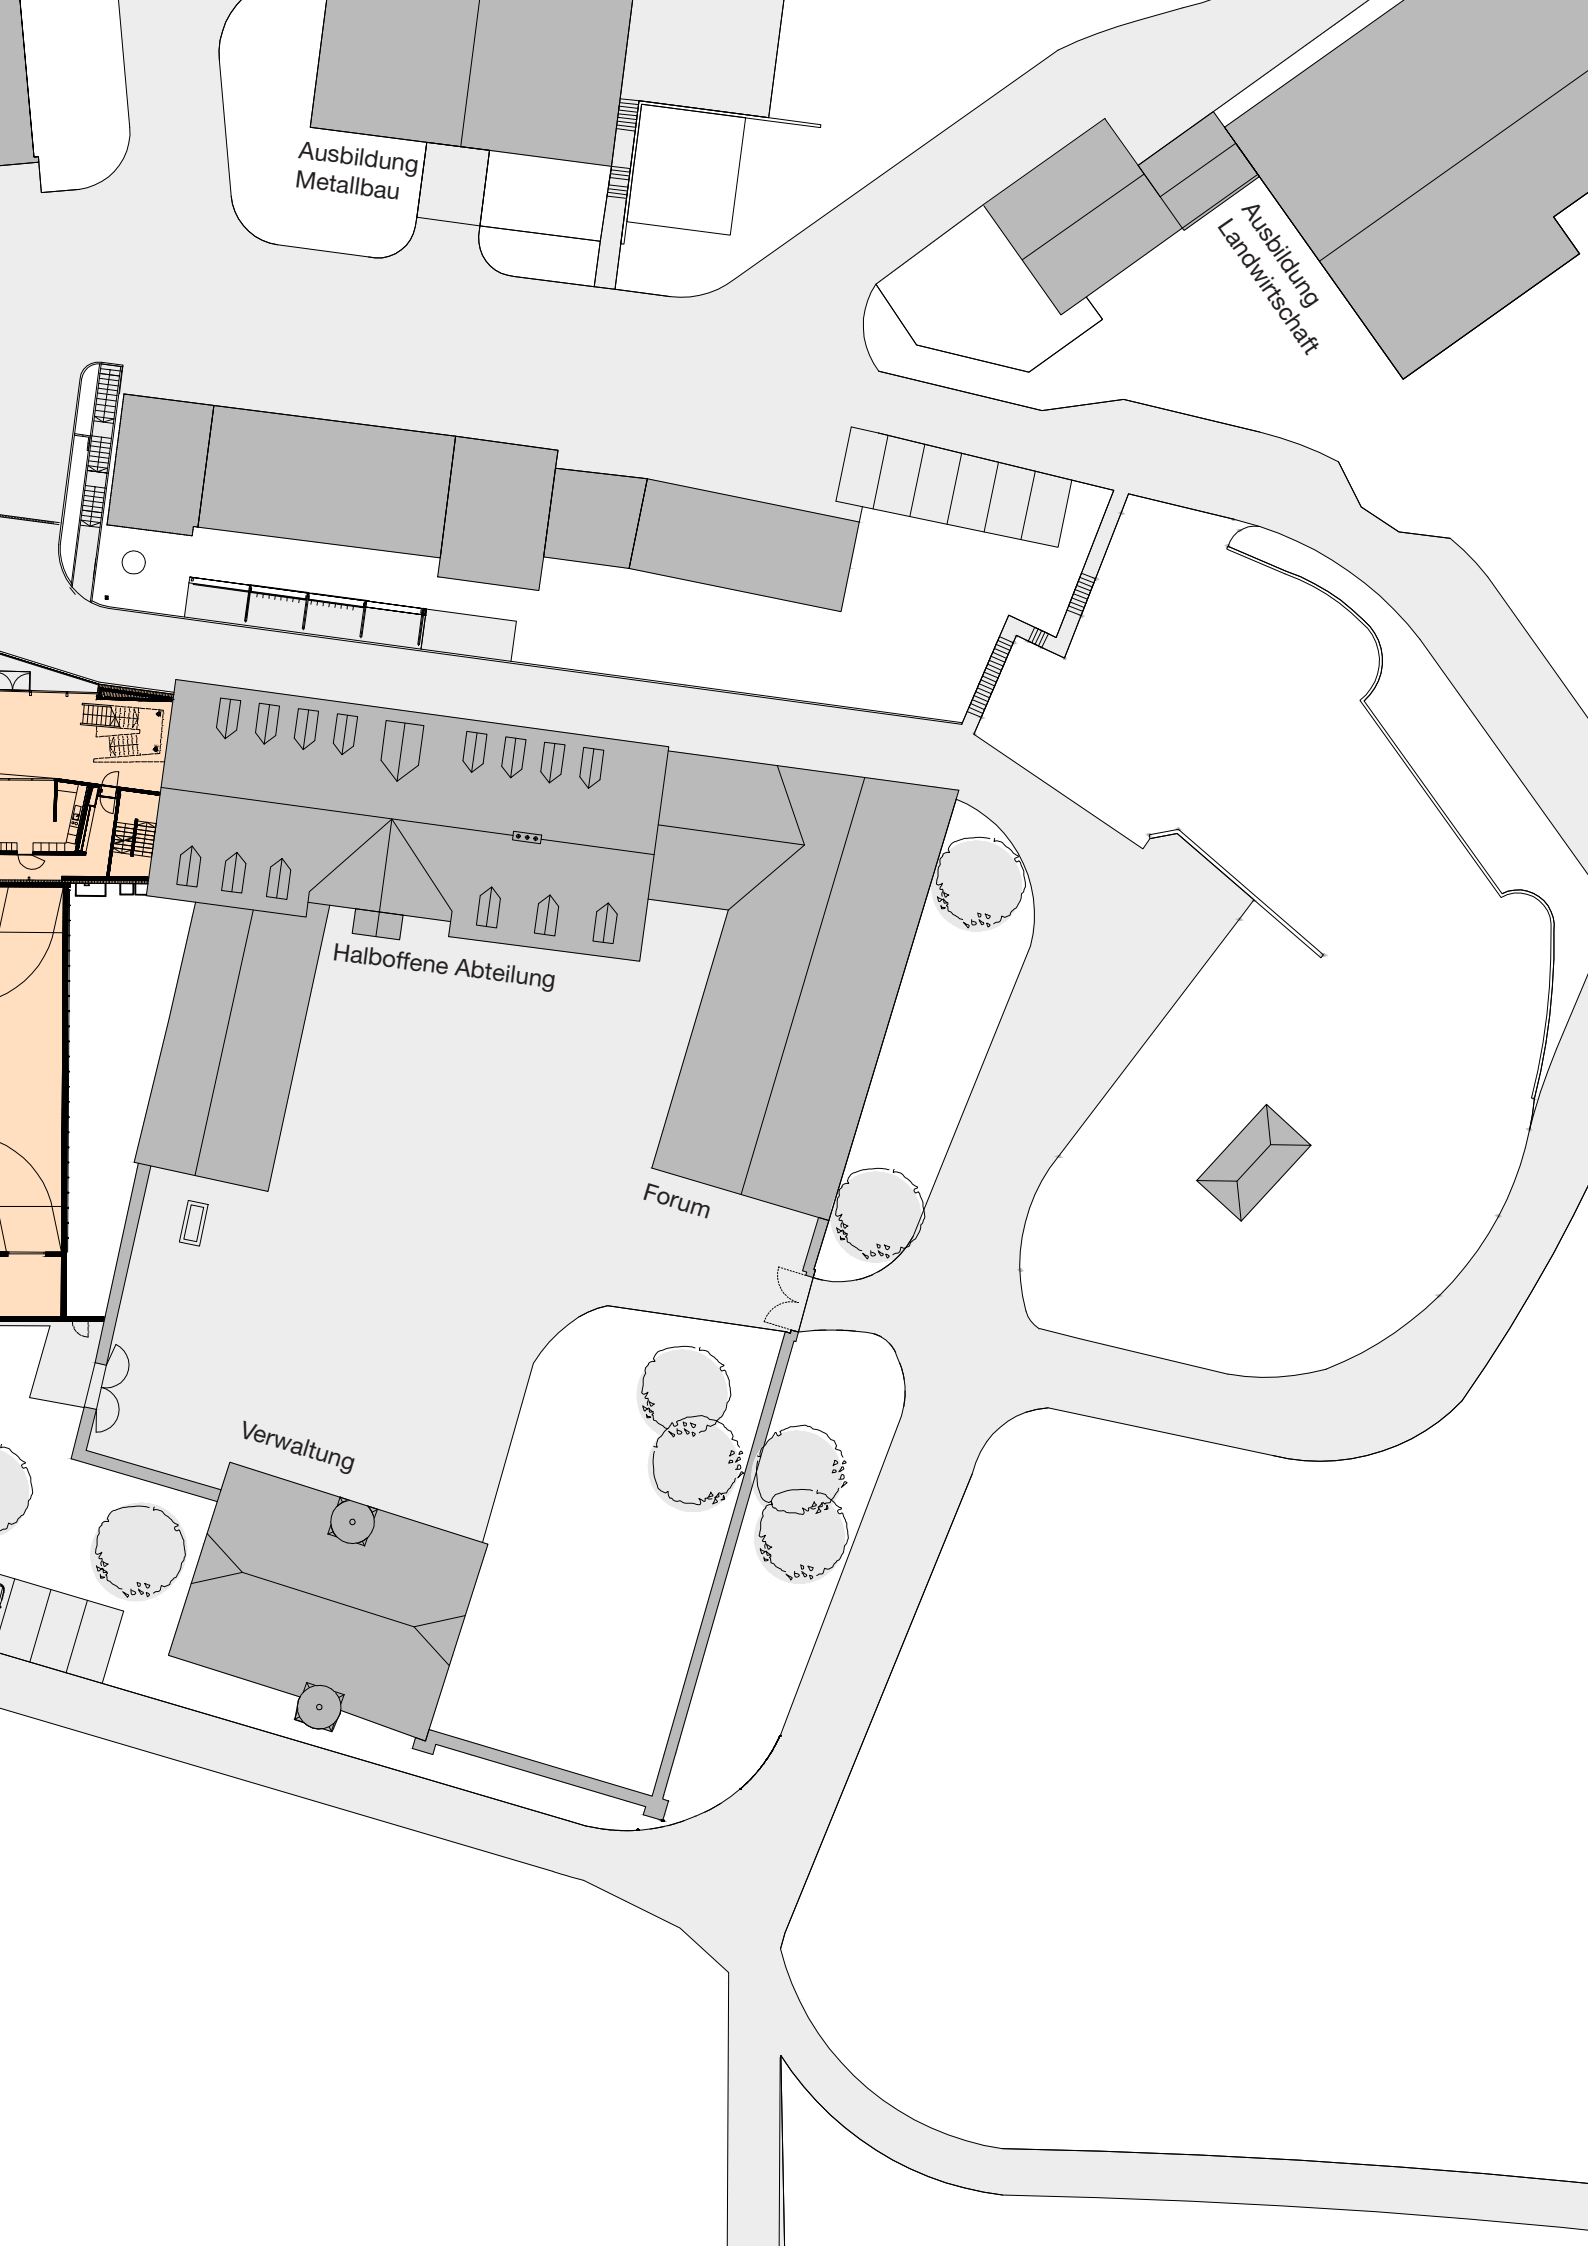 Ausbildung
Metallbau
Ausbildung
Landwirtschaft
Halboffene Abteilung
Forum
Verwaltung